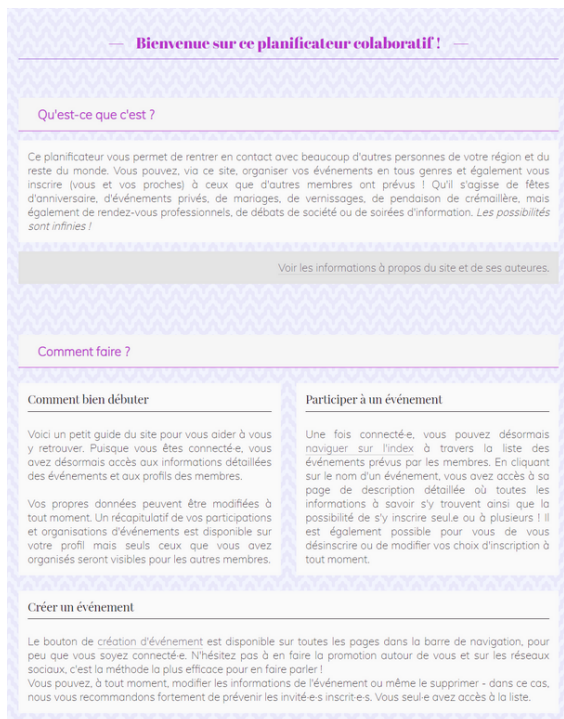 — Bienvenue sur ce planificateur colaboratif ! —
Qu'est-ce que c'est ?
Ce planificateur vous permet de rentrer en contact avec beaucoup d'autres personnes de votre région et du
reste du monde. Vous pouvez, via ce site, organiser vos événements en tous genres et également vous
inscrire (vous et vos proches) à ceux que d'autres membres ont prévus ! Qu'il s'agisse de fêtes
d'anniversaire, d'événements privés, de mariages, de vernissages, de pendaison de crémaillère, mais
également de rendez-vous professionnels, de débats de société ou de soirées d'information. Les possibilités
sont infinies !
Voir les informations à propos du site et de ses auteures.
Comment faire ?
Comment bien débuter
Voici un petit guide du site pour vous aider à vous
y retrouver. Puisque vous êtes connecté·e, vous
avez désormais accès aux informations détaillées
des événements et aux profils des membres.
Vos propres données peuvent être modifiées à
tout moment. Un récapitulatif de vos participations
et organisations d'événements est disponible sur
votre profil mais seuls ceux que vous avez
organisés seront visibles pour les autres membres.
Participer à un événement
Une fois connecté·e, vous pouvez désormais
naviguer sur l'index à travers la liste des
événements prévus par les membres. En cliquant
sur le nom d'un événement, vous avez accès à sa
page de description détaillée où toutes les
informations à savoir s'y trouvent ainsi que la
possibilité de s'y inscrire seul.e ou à plusieurs ! Il
est également possible pour vous de vous
désinscrire ou de modifier vos choix d'inscription à
tout moment.
Créer un événement
Le bouton de création d'événement est disponible sur toutes les pages dans la barre de navigation, pour
peu que vous soyez connecté·e. N'hésitez pas à en faire la promotion autour de vous et sur les réseaux
sociaux, c'est la méthode la plus efficace pour en faire parler !
Vous pouvez, à tout moment, modifier les informations de l'événement ou même le supprimer - dans ce cas,
nous vous recommandons fortement de prévenir les invité·e·s inscrit·e·s. Vous seul·e avez accès à la liste.